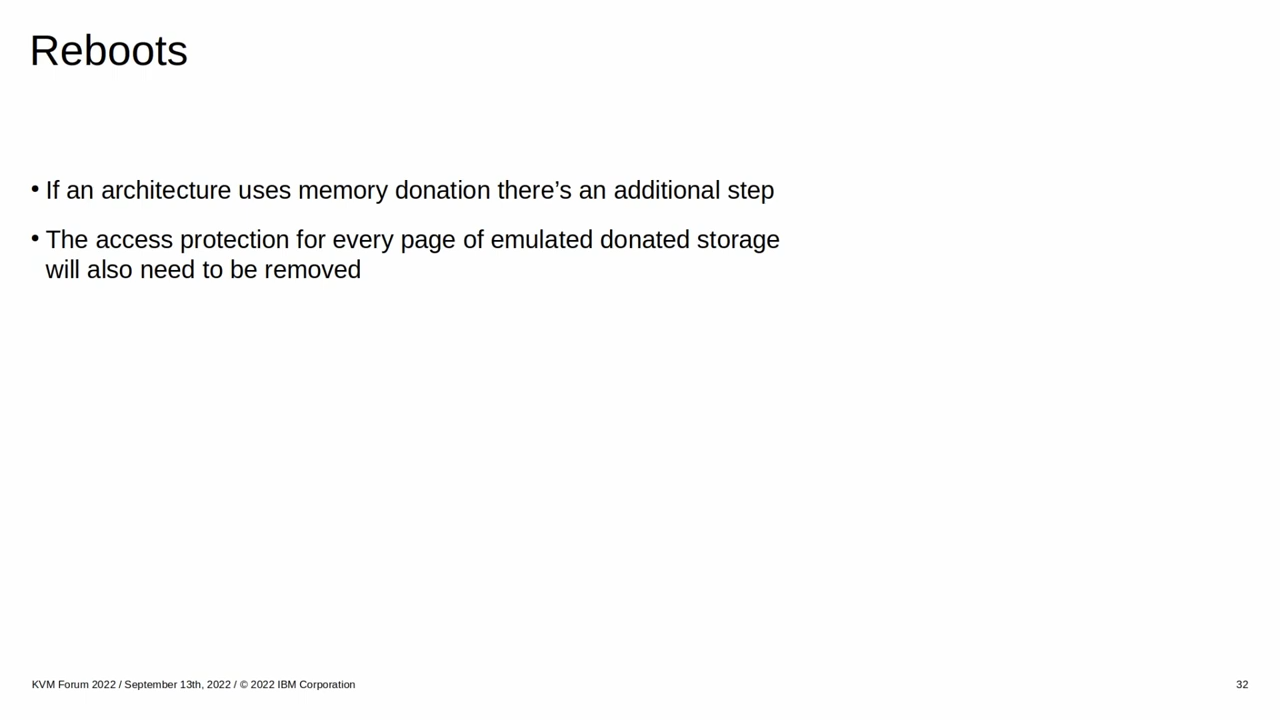 Reboots
• If an architecture uses memory donation there’s an additional step
• The access protection for every page of emulated donated storage
will also need to be removed
KVM Forum 2022 / September 13th, 2022 / © 2022 IBM Corporation
32